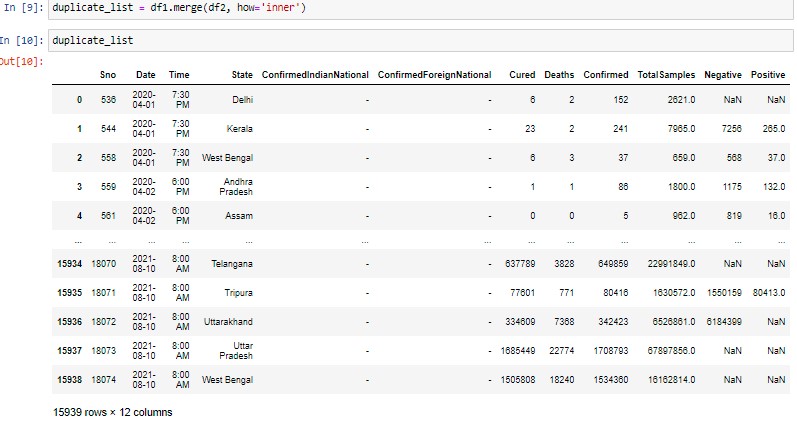 In [9]: duplicate_list = df1.merge(df2, how='inner')
In [10]: duplicate_list
Out[10]:
Sno Date Time State ConfirmedIndianNational ConfirmedForeignNational Cured Deaths Confirmed TotalSamples Negative Positive
0 536 2020-04-01 7:30 PM Delhi - - 6 2 152 2621.0 NaN NaN
1 544 2020-04-01 7:30 PM Kerala - - 23 2 241 7965.0 7256 265.0
2 558 2020-04-01 7:30 PM West Bengal - - 6 3 37 659.0 568 37.0
3 559 2020-04-02 6:00 PM Andhra Pradesh - - 1 1 86 1800.0 1175 132.0
4 561 2020-04-02 6:00 PM Assam - - 0 0 5 962.0 819 16.0
... ... ... ... ... ... ... ... ... ... ... ... ...
15934 18070 2021-08-10 8:00 AM Telangana - - 637789 3828 649859 22991849.0 NaN NaN
15935 18071 2021-08-10 8:00 AM Tripura - - 77601 771 80416 1630572.0 1550159 80413.0
15936 18072 2021-08-10 8:00 AM Uttarakhand - - 334609 7368 342423 6526861.0 6184399 NaN
15937 18073 2021-08-10 8:00 AM Uttar Pradesh - - 1685449 22774 1708793 67897856.0 NaN NaN
15938 18074 2021-08-10 8:00 AM West Bengal - - 1505808 18240 1534360 16162814.0 NaN NaN
15939 rows × 12 columns